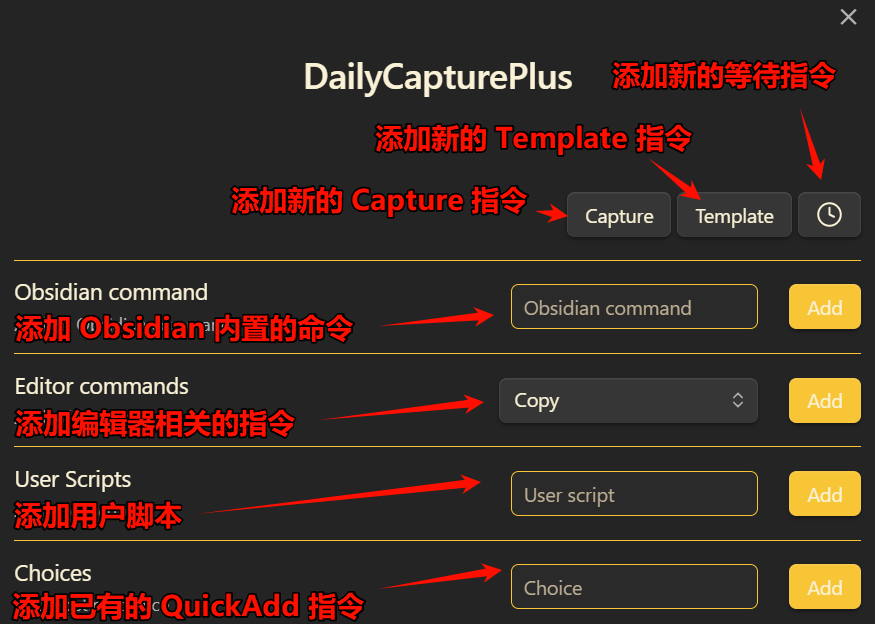 DailyCapturePlus
添加新的等待指令
添加新的 Template 指令
添加新的 Capture 指令
Capture
Template
Obsidian command
添加 Obsidian 内置的命令
Obsidian command
Add
Editor commands
添加编辑器相关的指令
Copy
Add
User Scripts
添加用户脚本
User script
Add
Choices
添加已有的 QuickAdd 指令
Choice
Add